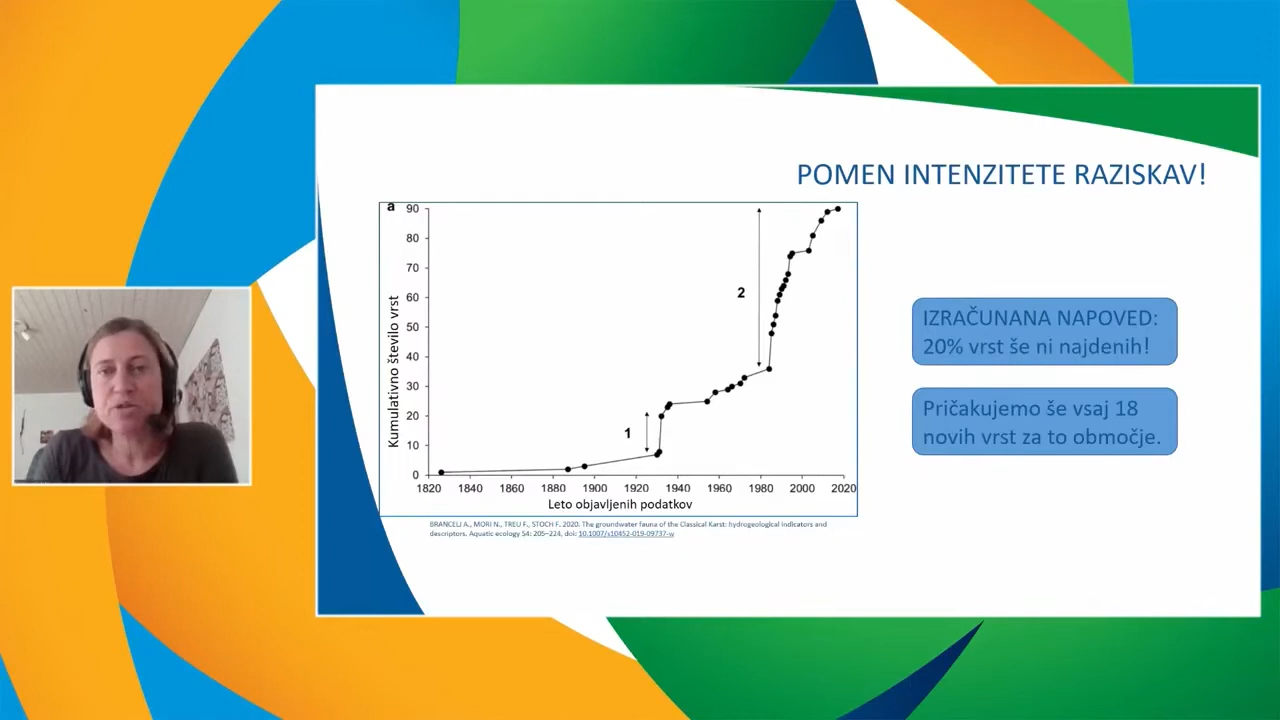 POMEN INTENZITETE RAZISKAV!
a
90
80
70
60
50
40
30
20
10
0
Kumulativno število vrst
1
2
1820 1840 1860 1880 1900 1920 1940 1960 1980 2000 2020
Leto objavljenih podatkov
BRANCELJ A., MORI N., TREU F., STOCH F. 2020. The groundwater fauna of the Classical Karst: hydrogeological indicators and
descriptors. Aquatic ecology 54: 205–224, doi: 10.1007/s10452-019-09737-w
IZRAČUNANA NAPOVED:
20% vrst še ni najdenih!
Pričakujemo še vsaj 18
novih vrst za to območje.